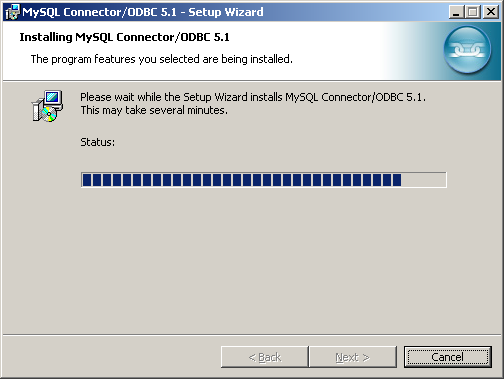 MySQL Connector/ODBC 5.1 - Setup Wizard
Installing MySQL Connector/ODBC 5.1
The program features you selected are being installed.
Please wait while the Setup Wizard installs MySQL Connector/ODBC 5.1.
This may take several minutes.
Status:
< Back Next > Cancel